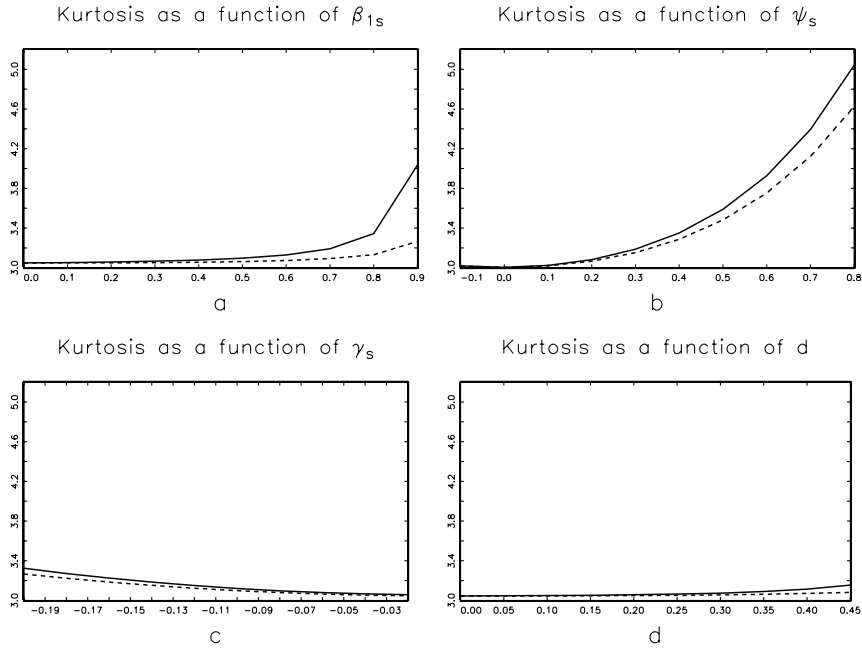 Kurtosis as a function of β1s
5.0
4.6
4.2
3.8
3.4
3.0
0.0 0.1 0.2 0.3 0.4 0.5 0.6 0.7 0.8 0.9
a
Kurtosis as a function of ψs
5.0
4.6
4.2
3.8
3.4
3.0
−0.1 0.0 0.1 0.2 0.3 0.4 0.5 0.6 0.7 0.8
b
Kurtosis as a function of γs
5.0
4.6
4.2
3.8
3.4
3.0
−0.19 −0.17 −0.15 −0.13 −0.11 −0.09 −0.07 −0.05 −0.03
c
Kurtosis as a function of d
5.0
4.6
4.2
3.8
3.4
3.0
0.00 0.05 0.10 0.15 0.20 0.25 0.30 0.35 0.40 0.45
d